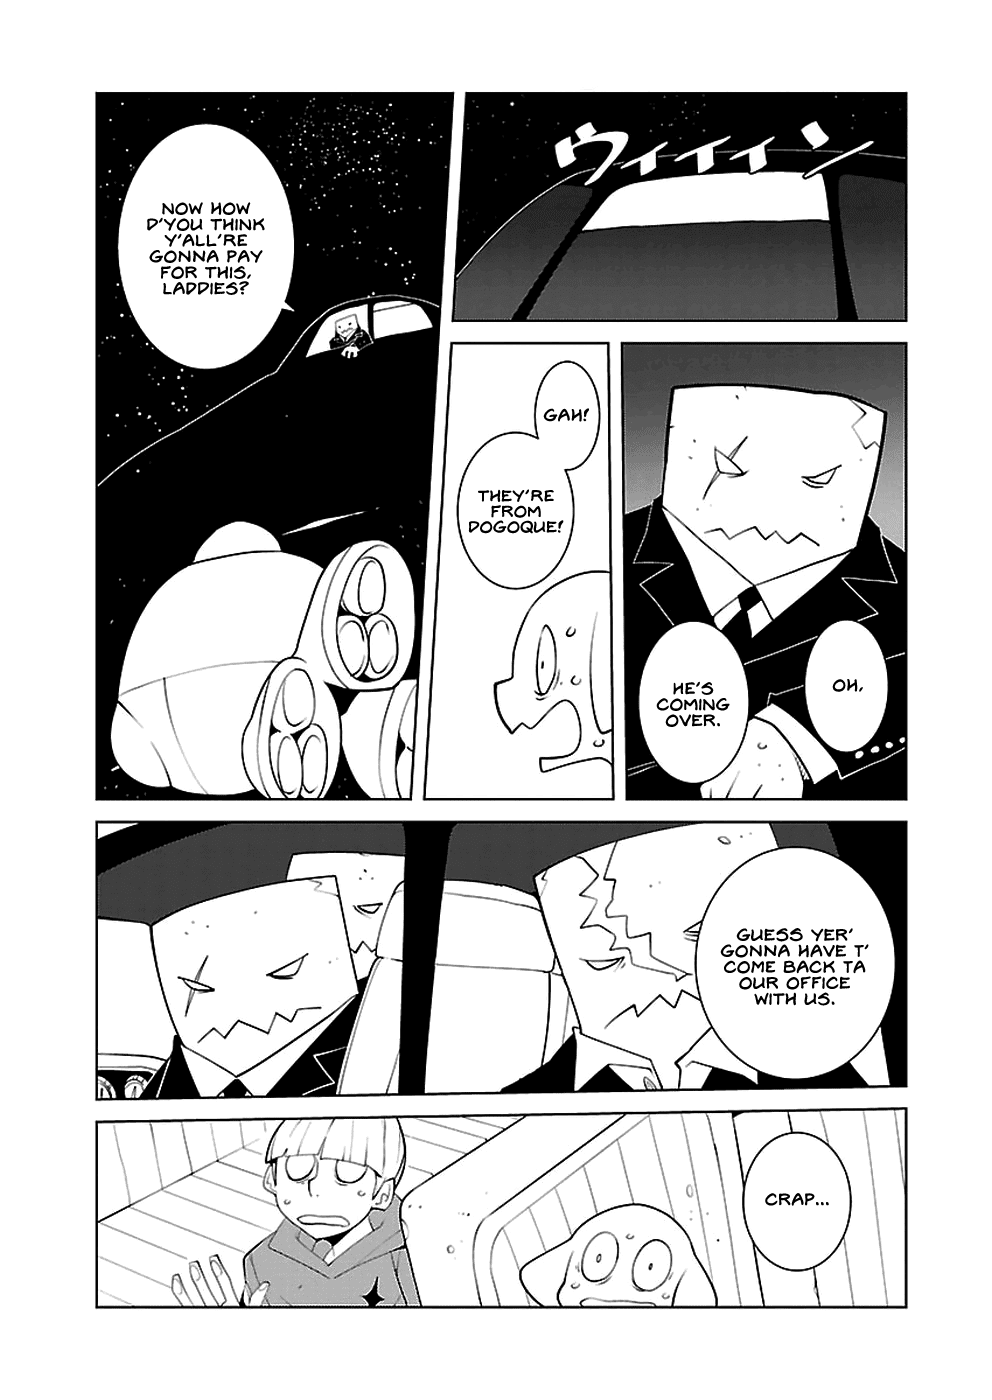 ウィイイン
NOW HOW
D'YOU THINK
Y'ALL'RE
GONNA PAY
FOR THIS,
LADDIES?
OH,
HE'S
COMING
OVER.
GAH!
THEY'RE
FROM
DOGOQUE!
GUESS YER'
GONNA HAVE T'
COME BACK TA
OUR OFFICE
WITH US.
CRAP...